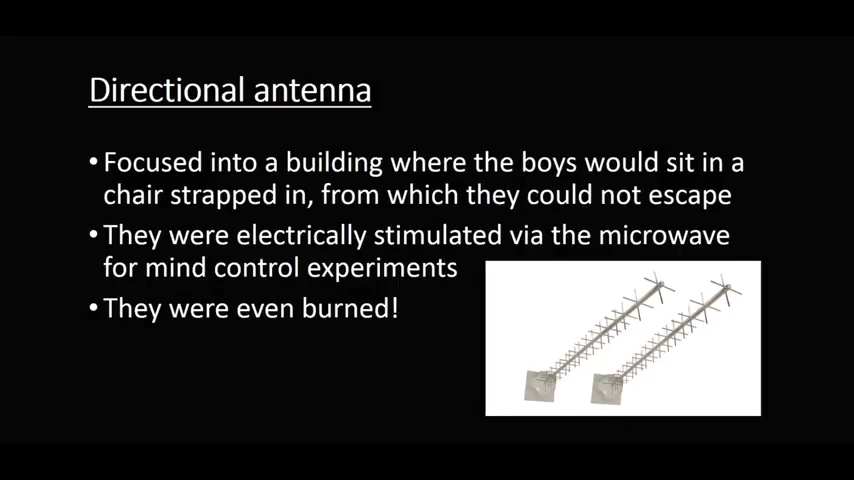 Directional antenna
•Focused into a building where the boys would sit in a
chair strapped in, from which they could not escape
•They were electrically stimulated via the microwave
for mind control experiments
•They were even burned!